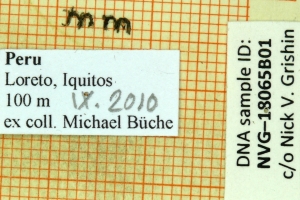 mm
Peru
Loreto, Iquitos
100 m IX. 2010
ex coll. Michael Büche
DNA sample ID:
NVG–18065B01
c/o Nick V. Grishin